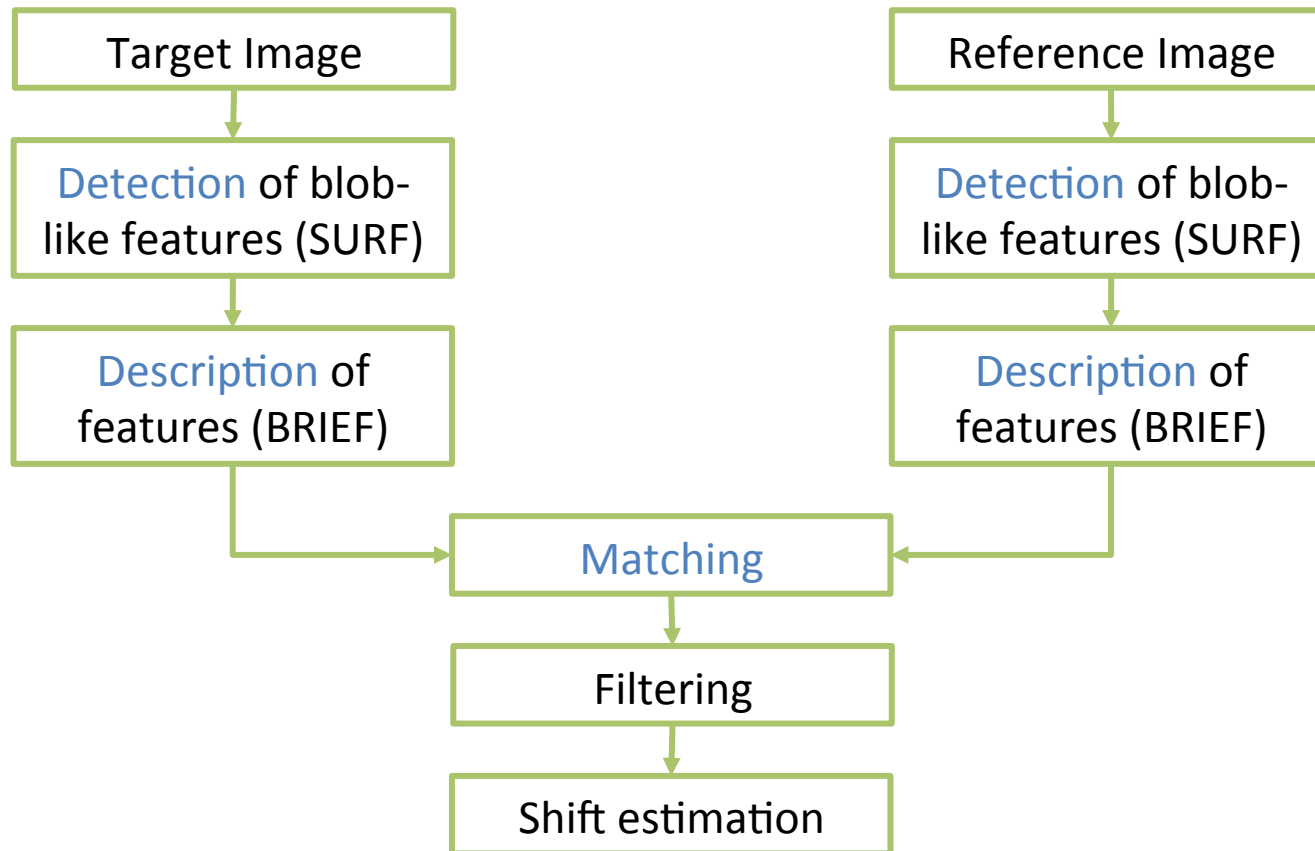 Target Image
Reference Image
Detection of blob-
like features (SURF)
Detection of blob-
like features (SURF)
Description of
features (BRIEF)
Description of
features (BRIEF)
Matching
Filtering
Shift estimation